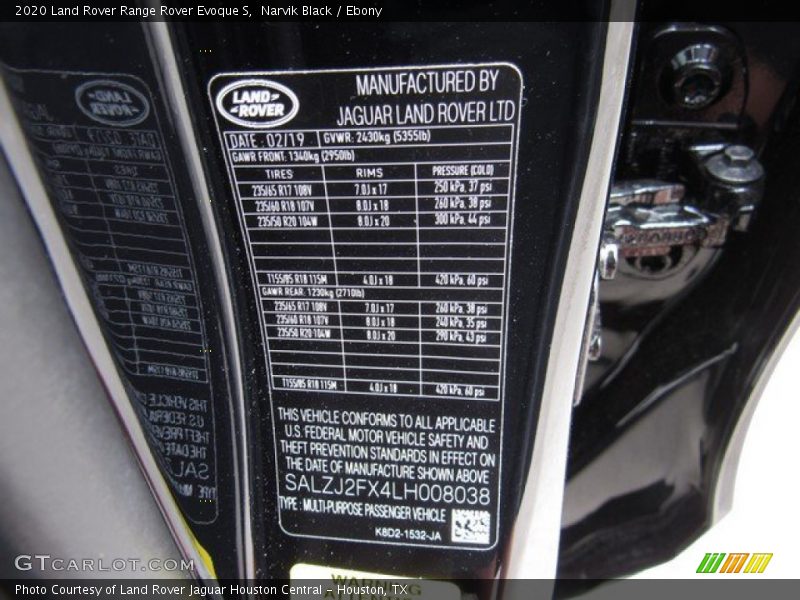 2020 Land Rover Range Rover Evoque S, Narvik Black / Ebony
LAND-
-ROVER
MANUFACTURED BY
JAGUAR LAND ROVER LTD
DATE . 02/19 GVWR: 2430kg (5355lb)
GAWR FRONT: 1340kg (2950lb)
TIRES RIMS PRESSURE (COLD)
235/65 R17 108V 7.0J x 17 250 kPa, 37 psi
235/60 R18 107V 8.0J x 18 260 kPa, 38 psi
235/50 R20 104W 8.0J x 20 300 kPa, 44 psi
T155/85 R18 115M 4.0J x 18 420 kPa, 60 psi
GAWR REAR: 1230kg (2710lb)
235/65 R17 108V 7.0J x 17 260 kPa, 38 psi
235/60 R18 107V 8.0J x 18 240 kPa, 35 psi
235/50 R20 104W 8.0J x 20 290 kPa, 43 psi
T155/85 R18 115M 4.0J x 18 420 kPa, 60 psi
THIS VEHICLE CONFORMS TO ALL APPLICABLE
U.S. FEDERAL MOTOR VEHICLE SAFETY AND
THEFT PREVENTION STANDARDS IN EFFECT ON
THE DATE OF MANUFACTURE SHOWN ABOVE
SALZJ2FX4LH008038
TYPE : MULTI-PURPOSE PASSENGER VEHICLE
K8D2-1532-JA
WARNING
GTCARLOT.COM
Photo Courtesy of Land Rover Jaguar Houston Central - Houston, TX